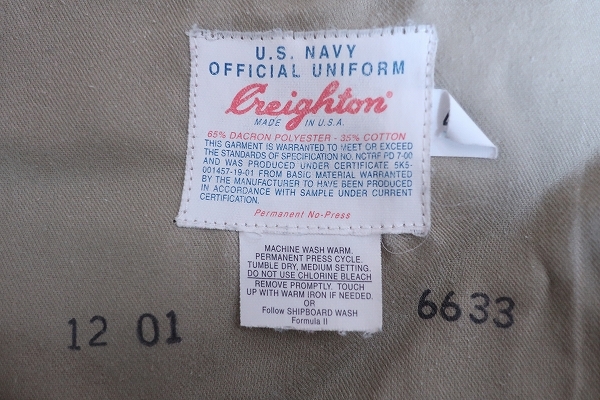 U.S. NAVY
OFFICIAL UNIFORM
Creighton®
MADE IN U.S.A.
65% DACRON POLYESTER - 35% COTTON
THIS GARMENT IS WARRANTED TO MEET OR EXCEED
THE STANDARDS OF SPECIFICATION NO. NCTRF PD 7-00
AND WAS PRODUCED UNDER CERTIFICATE 5K5-
001457-19-01 FROM BASIC MATERIAL WARRANTED
BY THE MANUFACTURER TO HAVE BEEN PRODUCED
IN ACCORDANCE WITH SAMPLE UNDER CURRENT
CERTIFICATION.
Permanent No-Press
MACHINE WASH WARM.
PERMANENT PRESS CYCLE.
TUMBLE DRY, MEDIUM SETTING.
DO NOT USE CHLORINE BLEACH
REMOVE PROMPTLY. TOUCH
UP WITH WARM IRON IF NEEDED.
OR
Follow SHIPBOARD WASH
Formula II
12 01
6633